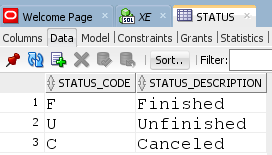 Welcome Page XE STATUS
Columns Data Model Constraints Grants Statistics
Sort.. Filter:
STATUS_CODE STATUS_DESCRIPTION
1 F Finished
2 U Unfinished
3 C Canceled